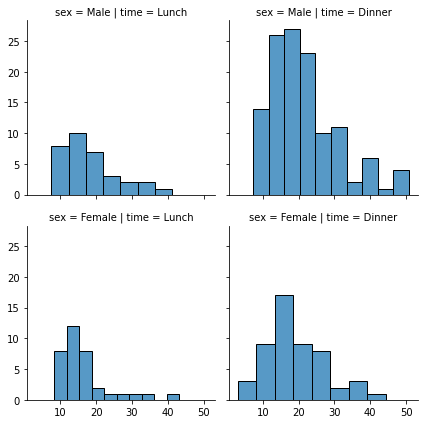 sex = Male | time = Lunch
sex = Male | time = Dinner
25
20
15
10
5
0
sex = Female | time = Lunch
sex = Female | time = Dinner
25
20
15
10
5
0
10 20 30 40 50
10 20 30 40 50